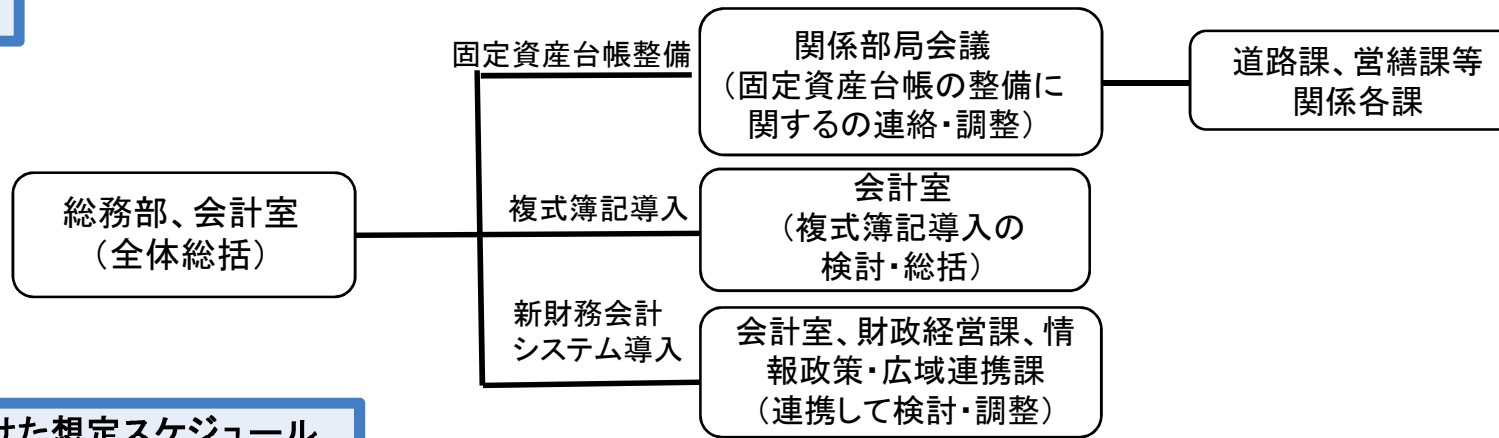 固定資産台帳整備
関係部局会議
（固定資産台帳の整備に
関するの連絡・調整）
道路課、営繕課等
関係各課
総務部、会計室
（全体総括）
複式簿記導入
会計室
（複式簿記導入の
検討・総括）
新財務会計
システム導入
会計室、財政経営課、情
報政策・広域連携課
（連携して検討・調整）
けた想定スケジュール